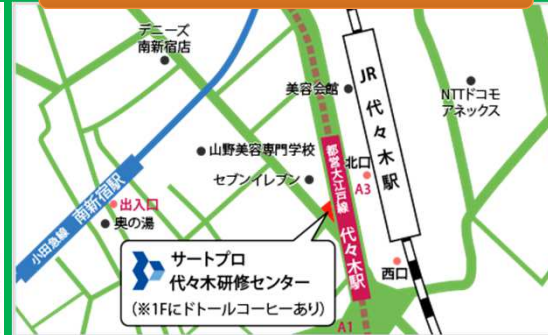 デニーズ
南新宿店
美容会館
JR代々木駅
NTTドコモ
アネックス
山野美容専門学校
セブンイレブン
都営大江戸線 代々木駅
北口
A3
小田急線 南新宿駅
出入口
奥の湯
サートプロ
代々木研修センター
(※1Fにドトールコーヒーあり)
西口
A1